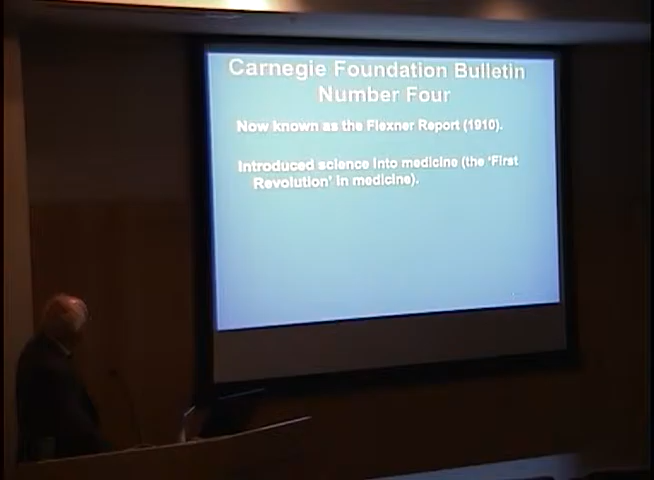 Carnegie Foundation Bulletin
Number Four
Now known as the Flexner Report (1910).
Introduced science into medicine (the 'First
Revolution' in medicine).